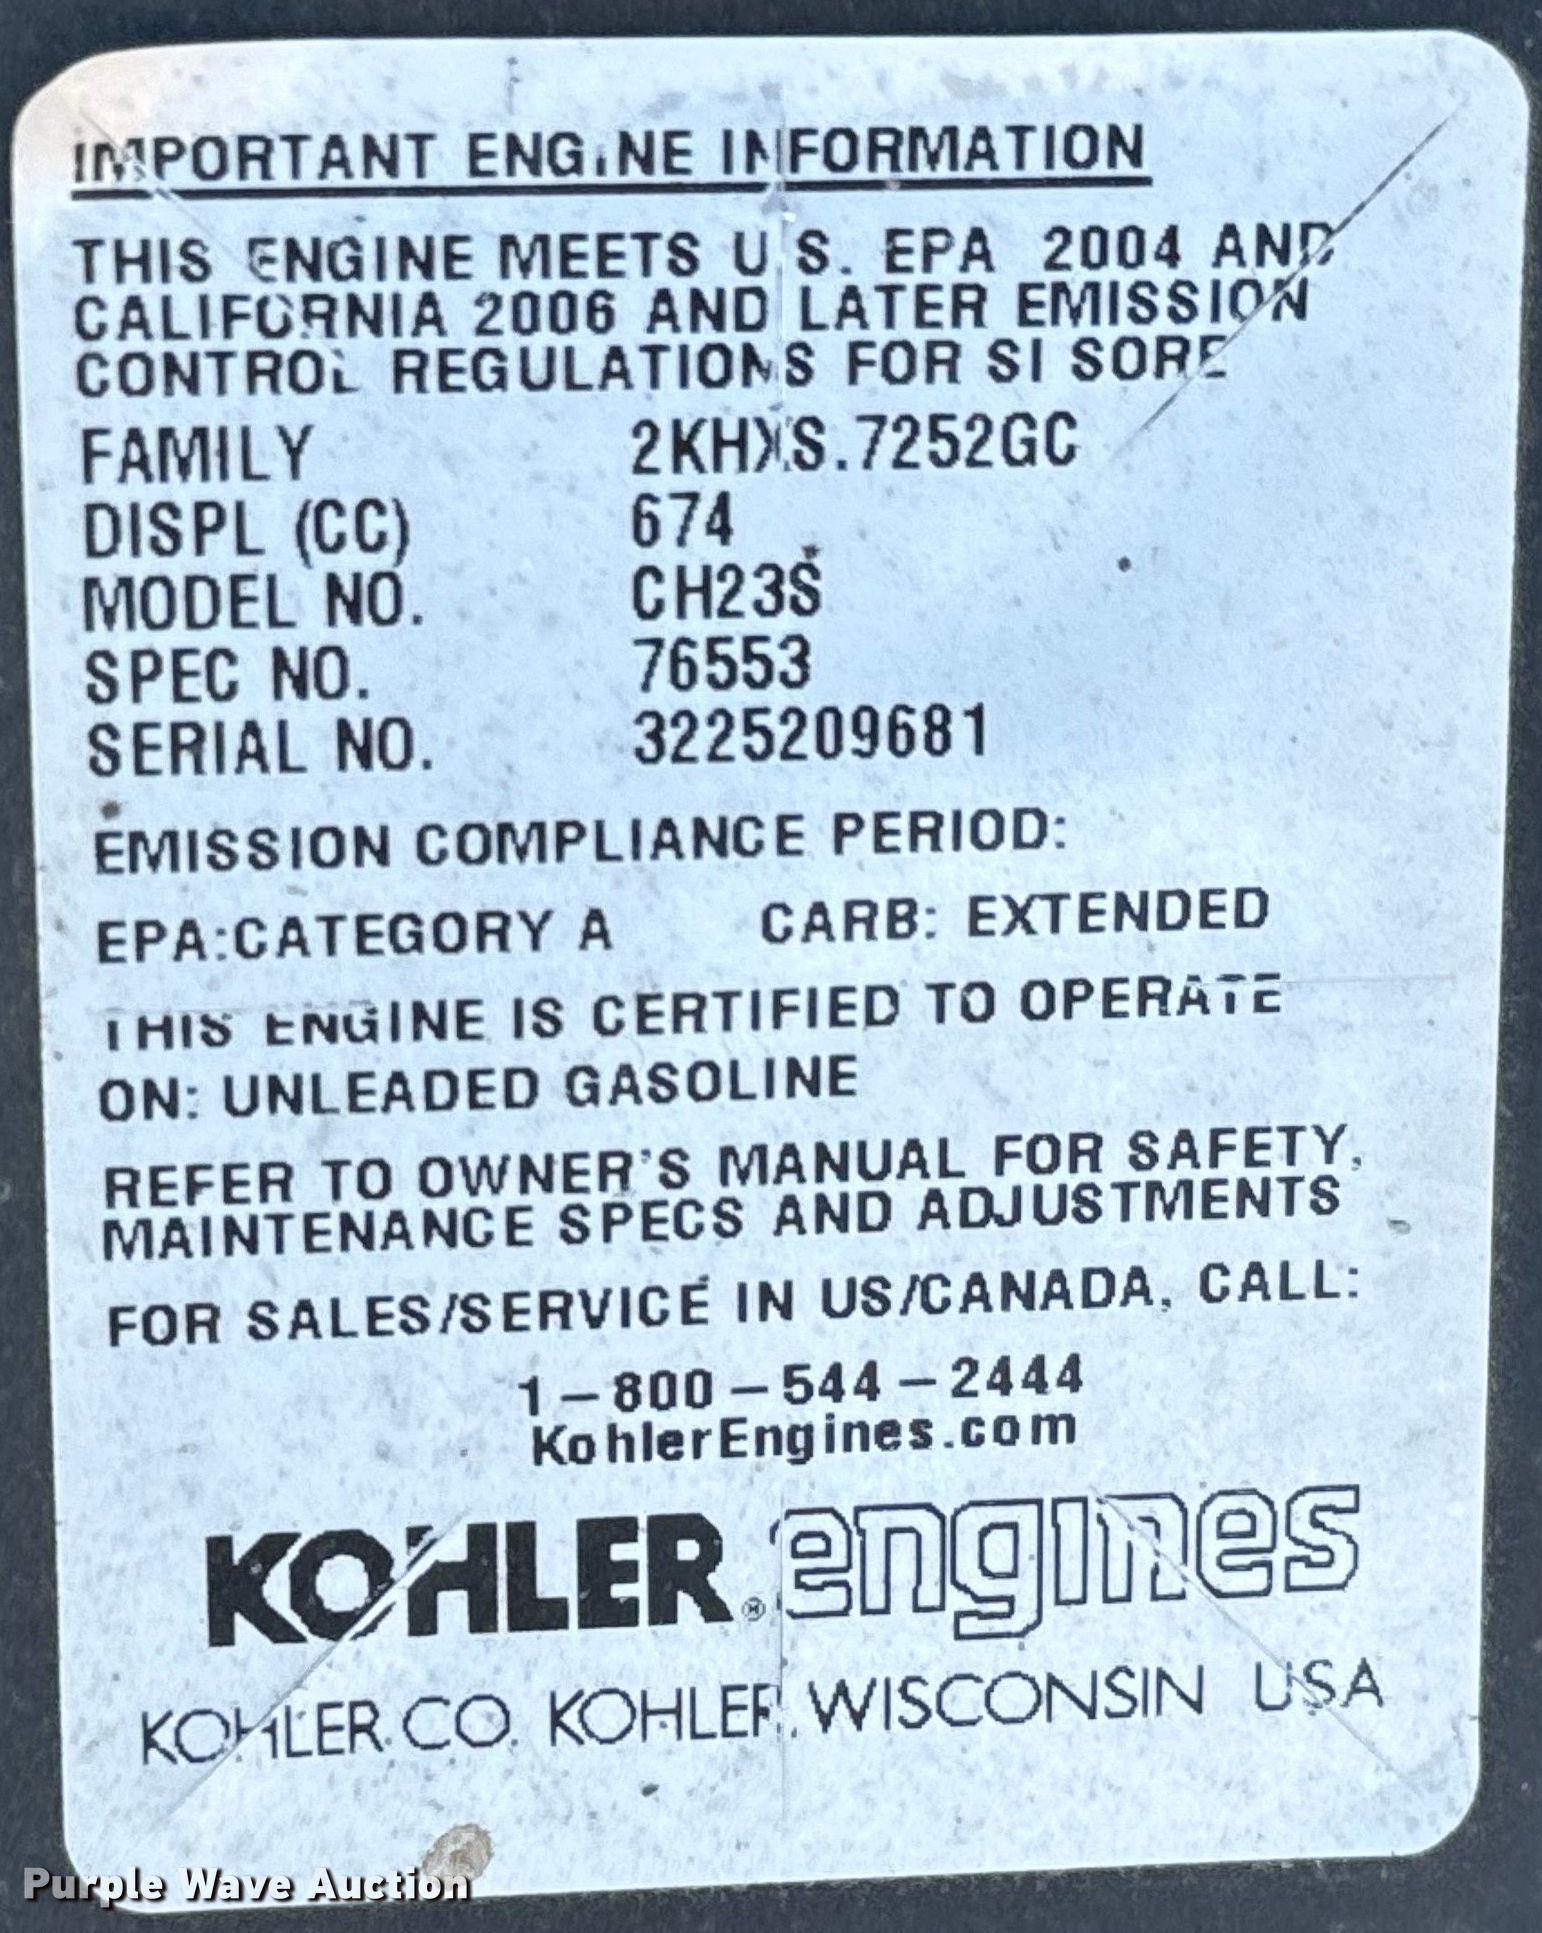 IMPORTANT ENGINE INFORMATION
THIS ENGINE MEETS U.S. EPA 2004 AND
CALIFORNIA 2006 AND LATER EMISSION
CONTROL REGULATIONS FOR SI SORE
FAMILY 2KHXS.7252GC
DISPL (CC) 674
MODEL NO. CH23S
SPEC NO. 76553
SERIAL NO. 3225209681
EMISSION COMPLIANCE PERIOD:
EPA:CATEGORY A CARB: EXTENDED
THIS ENGINE IS CERTIFIED TO OPERATE
ON: UNLEADED GASOLINE
REFER TO OWNER'S MANUAL FOR SAFETY,
MAINTENANCE SPECS AND ADJUSTMENTS
FOR SALES/SERVICE IN US/CANADA, CALL:
1-800-544-2444
KohlerEngines.com
KOHLER® engines
KOHLER CO. KOHLER, WISCONSIN USA
Purple Wave Auction